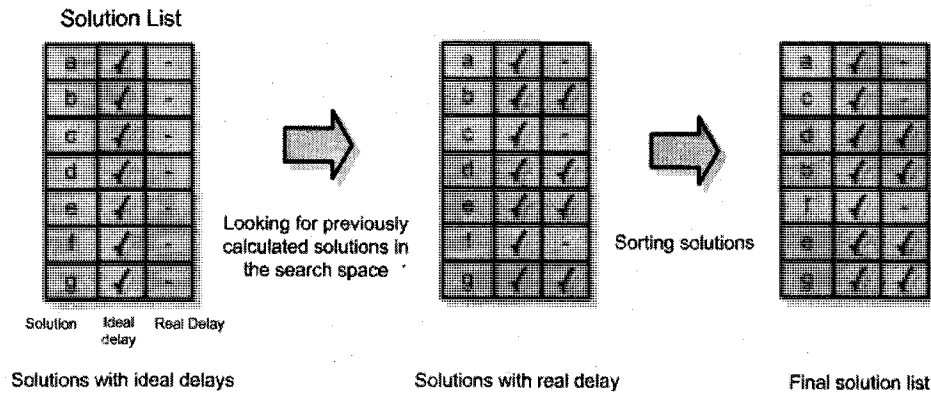 Solution List
a ✓ -
b ✓ -
c ✓ -
d ✓ -
e ✓ -
f ✓ -
g ✓ -
Solution Ideal delay Real Delay
Solutions with ideal delays
Looking for previously
calculated solutions in
the search space
a ✓ -
b ✓ ✓
c ✓ -
d ✓ ✓
e ✓ ✓
f ✓ -
g ✓ ✓
Solutions with real delay
Sorting solutions
a ✓ -
c ✓ -
d ✓ ✓
✓ ✓
✓ -
e ✓ ✓
g ✓ ✓
Final solution list